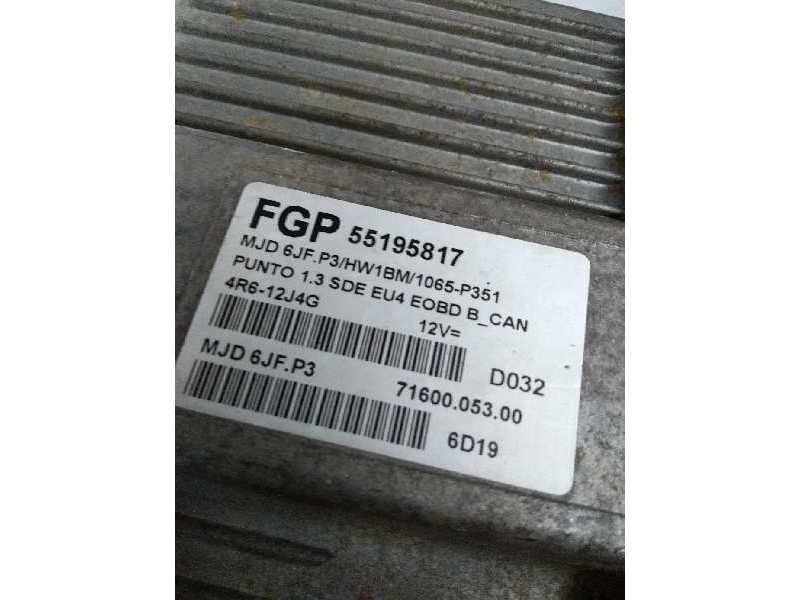 FGP 55195817
MJD 6JF.P3/HW1BM/1065-P351
PUNTO 1.3 SDE EU4 EOBD B_CAN
4R6-12J4G 12V=
D032
MJD 6JF.P3 71600.053.00
6D19